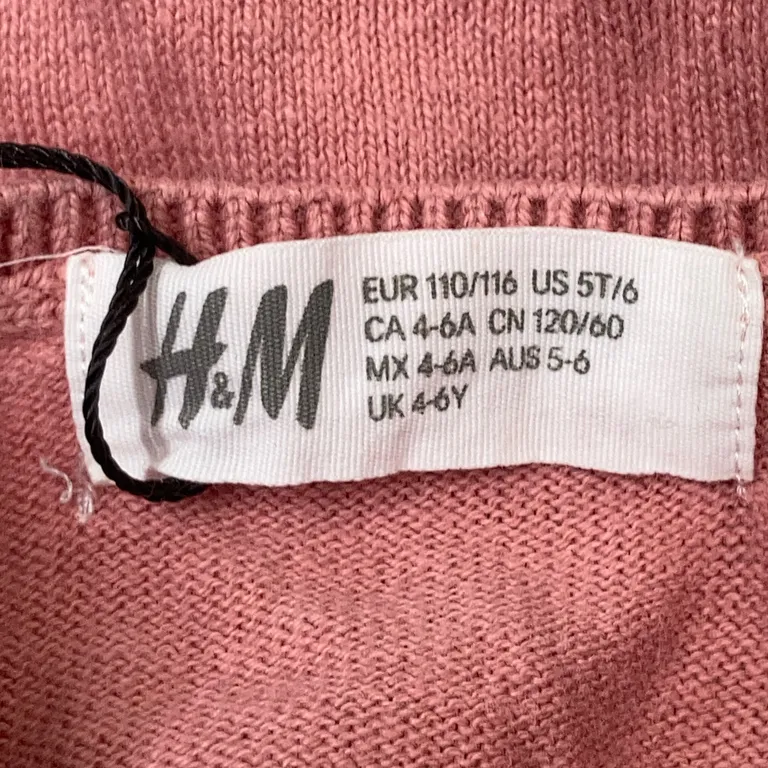 H&M
EUR 110/116 US 5T/6
CA 4-6A CN 120/60
MX 4-6A AUS 5-6
UK 4-6Y